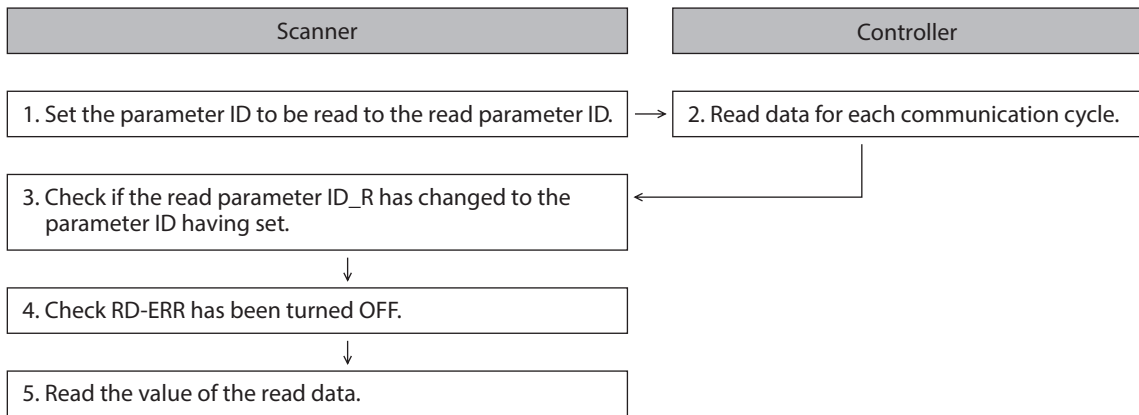 Scanner
Controller
1. Set the parameter ID to be read to the read parameter ID.
2. Read data for each communication cycle.
3. Check if the read parameter ID_R has changed to the
parameter ID having set.
4. Check RD-ERR has been turned OFF.
5. Read the value of the read data.